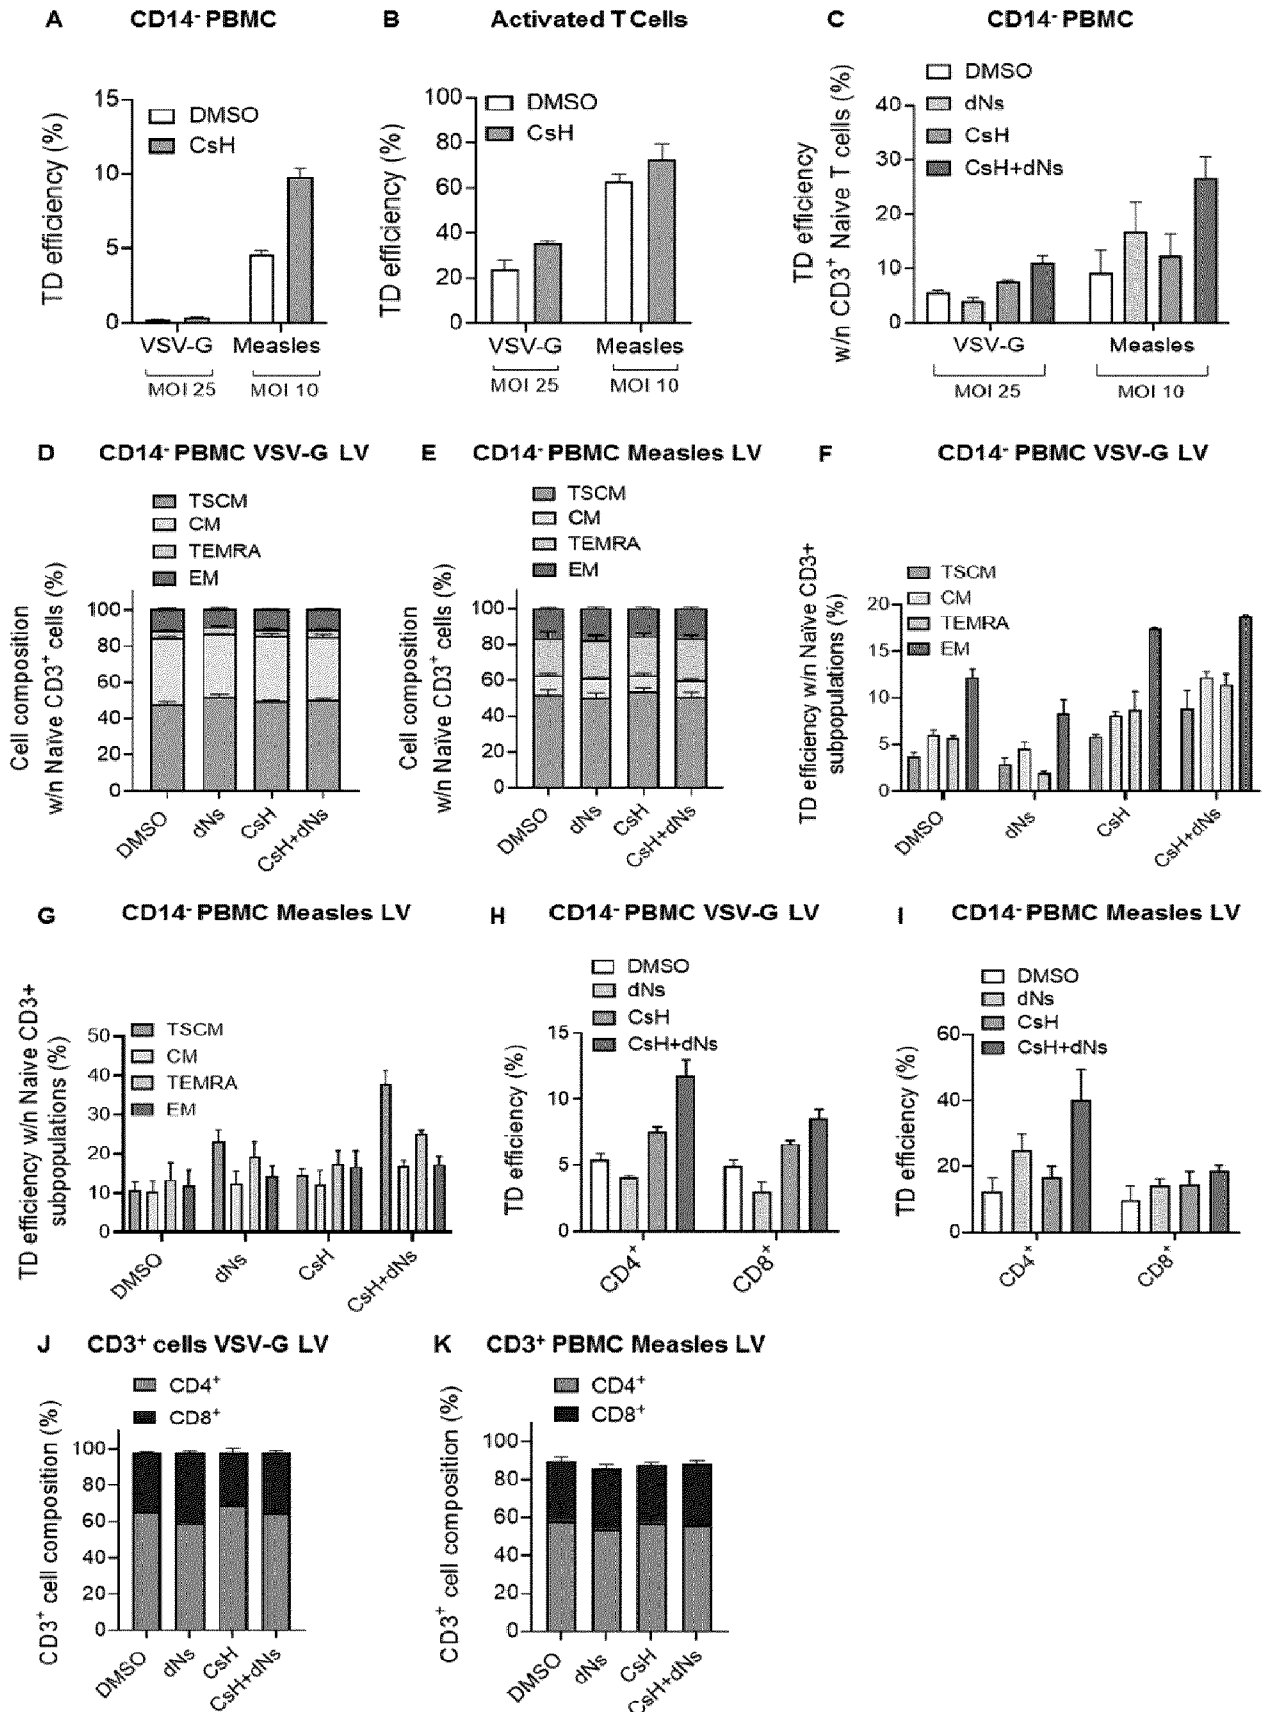 A CD14- PBMC
TD efficiency (%)
15
10
5
0
DMSO
CsH
VSV-G Measles
MOI 25 MOI 10
B Activated T Cells
TD efficiency (%)
100
80
60
40
20
0
DMSO
CsH
VSV-G Measles
MOI 25 MOI 10
C CD14- PBMC
TD efficiency
w/n CD3+ Naive T cells (%)
DMSO
dNs
CsH
CsH+dNs
40
30
20
10
0
VSV-G Measles
MOI 25 MOI 10
D CD14- PBMC VSV-G LV
TSCM
CM
TEMRA
EM
Cell composition
w/n Naïve CD3+ cells (%)
100
80
60
40
20
0
DMSO dNs CsH CsH+dNs
E CD14- PBMC Measles LV
TSCM
CM
TEMRA
EM
Cell composition
w/n Naïve CD3+ cells (%)
100
80
60
40
20
0
DMSO dNs CsH CsH+dNs
F CD14- PBMC VSV-G LV
TSCM
CM
TEMRA
EM
TD efficiency w/n Naïve CD3+
subpopulations (%)
20
15
10
5
0
DMSO dNs CsH CsH+dNs
G CD14- PBMC Measles LV
TSCM
CM
TEMRA
EM
TD efficiency w/n Naive CD3+
subpopulations (%)
50
40
30
20
10
0
DMSO dNs CsH CsH+dNs
H CD14- PBMC VSV-G LV
DMSO
dNs
CsH
CsH+dNs
TD efficiency (%)
15
10
5
0
CD4+ CD8+
I CD14- PBMC Measles LV
DMSO
dNs
CsH
CsH+dNs
TD efficiency (%)
60
40
20
0
CD4+ CD8+
J CD3+ cells VSV-G LV
CD4+
CD8+
CD3+ cell composition (%)
100
80
60
40
20
0
DMSO dNs CsH CsH+dNs
K CD3+ PBMC Measles LV
CD4+
CD8+
CD3+ cell composition (%)
100
80
60
40
20
0
DMSO dNs CsH CsH+dNs